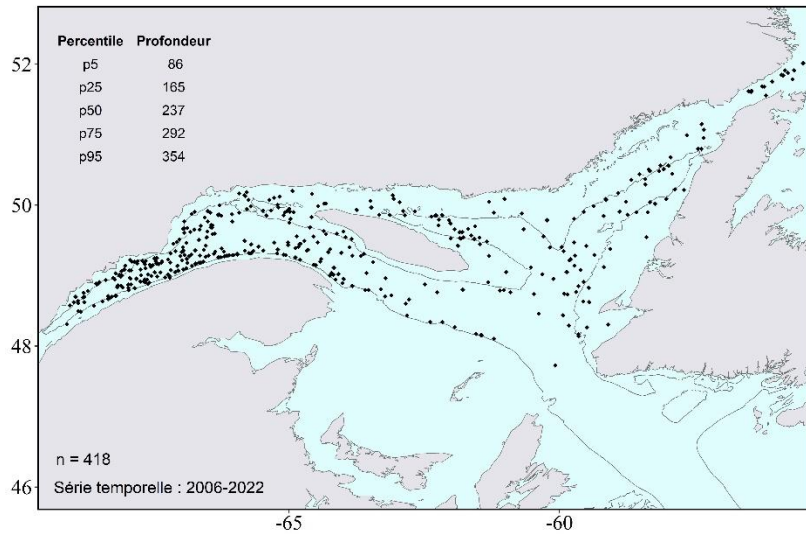 Percentile Profondeur
p5 86
p25 165
p50 237
p75 292
p95 354
52
50
48
46
n = 418
Série temporelle : 2006-2022
-65 -60